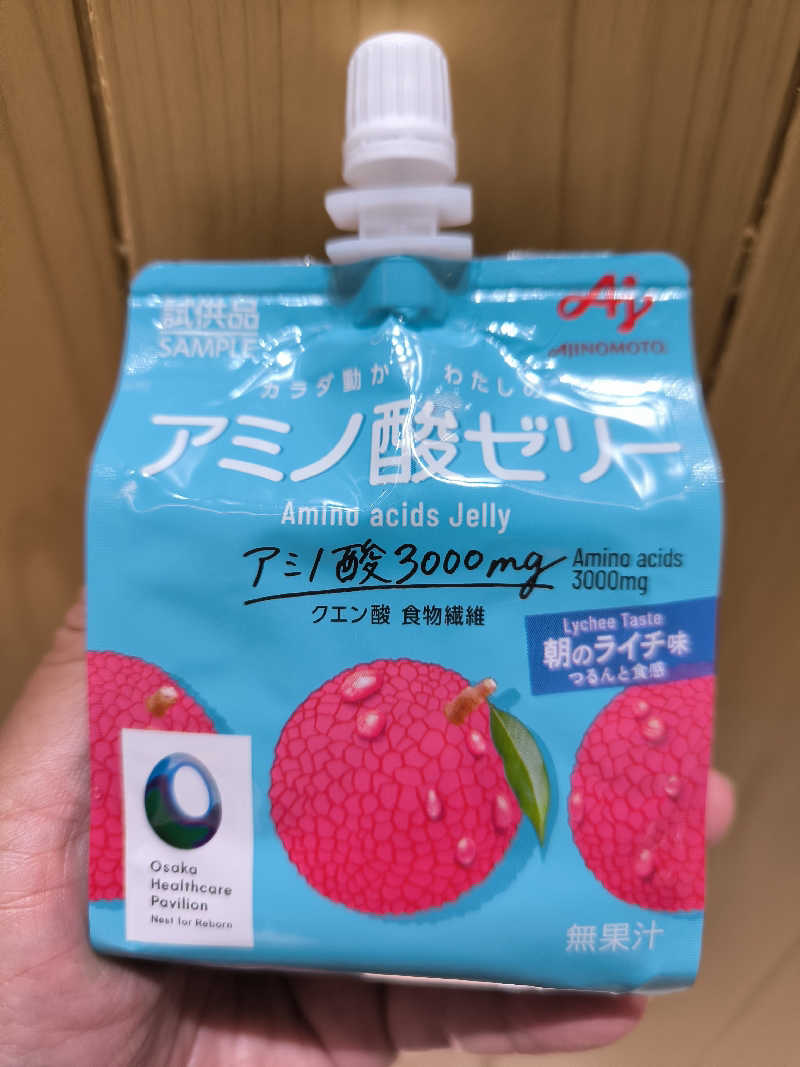 試供品
SAMPLE
Aj
AJINOMOTO
カラダ動かす わたしの
アミノ酸ゼリー
Amino acids Jelly
アミノ酸3000mg
Amino acids
3000mg
クエン酸 食物繊維
Lychee Taste
朝のライチ味
つるんと食感
Osaka
Healthcare
Pavilion
Nest for Reborn
無果汁